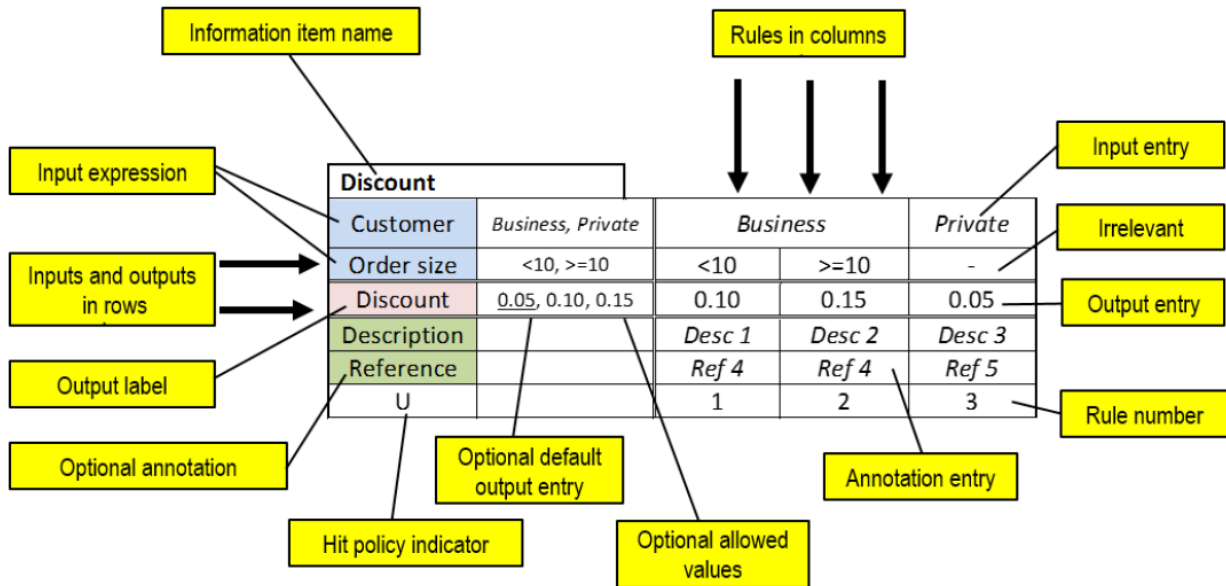 Information item name
Rules in columns
Input expression
Input entry
Discount
Customer Business, Private Business Private
Irrelevant
Inputs and outputs
in rows
Order size <10, >=10 <10 >=10 -
Discount 0.05, 0.10, 0.15 0.10 0.15 0.05
Output entry
Description Desc 1 Desc 2 Desc 3
Output label
Reference Ref 4 Ref 4 Ref 5
U 1 2 3
Rule number
Optional annotation
Optional default
output entry
Annotation entry
Hit policy indicator
Optional allowed
values